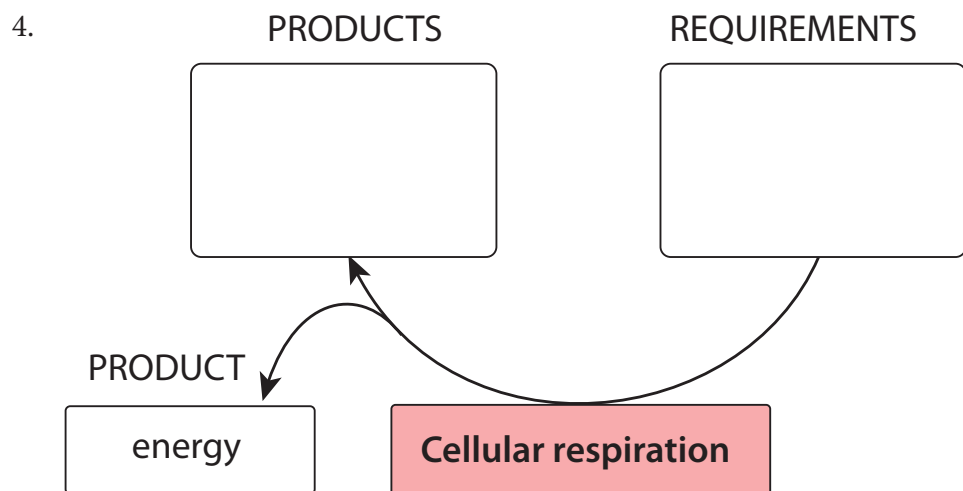 4.
PRODUCTS
REQUIREMENTS
PRODUCT
energy
Cellular respiration